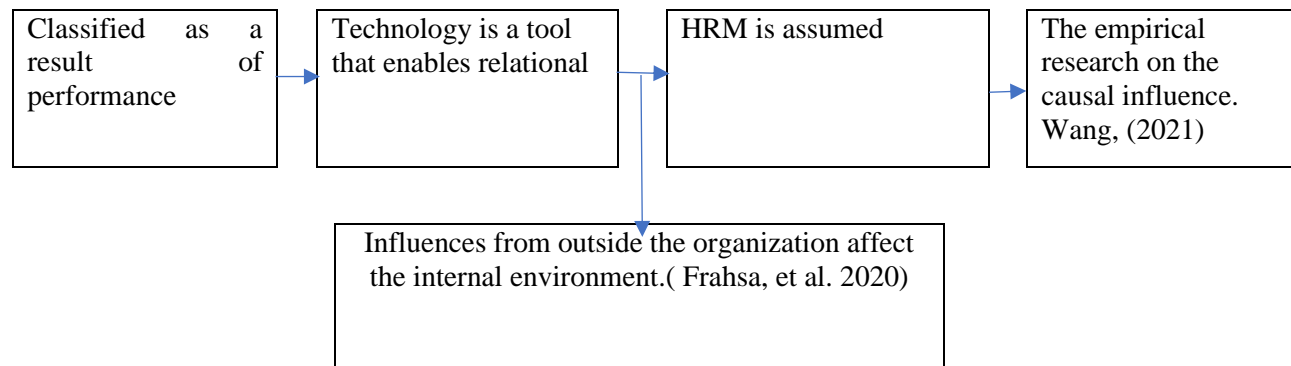 Classified as a
result of
performance
Technology is a tool
that enables relational
HRM is assumed
The empirical
research on the
causal influence.
Wang, (2021)
Influences from outside the organization affect
the internal environment.( Frahsa, et al. 2020)